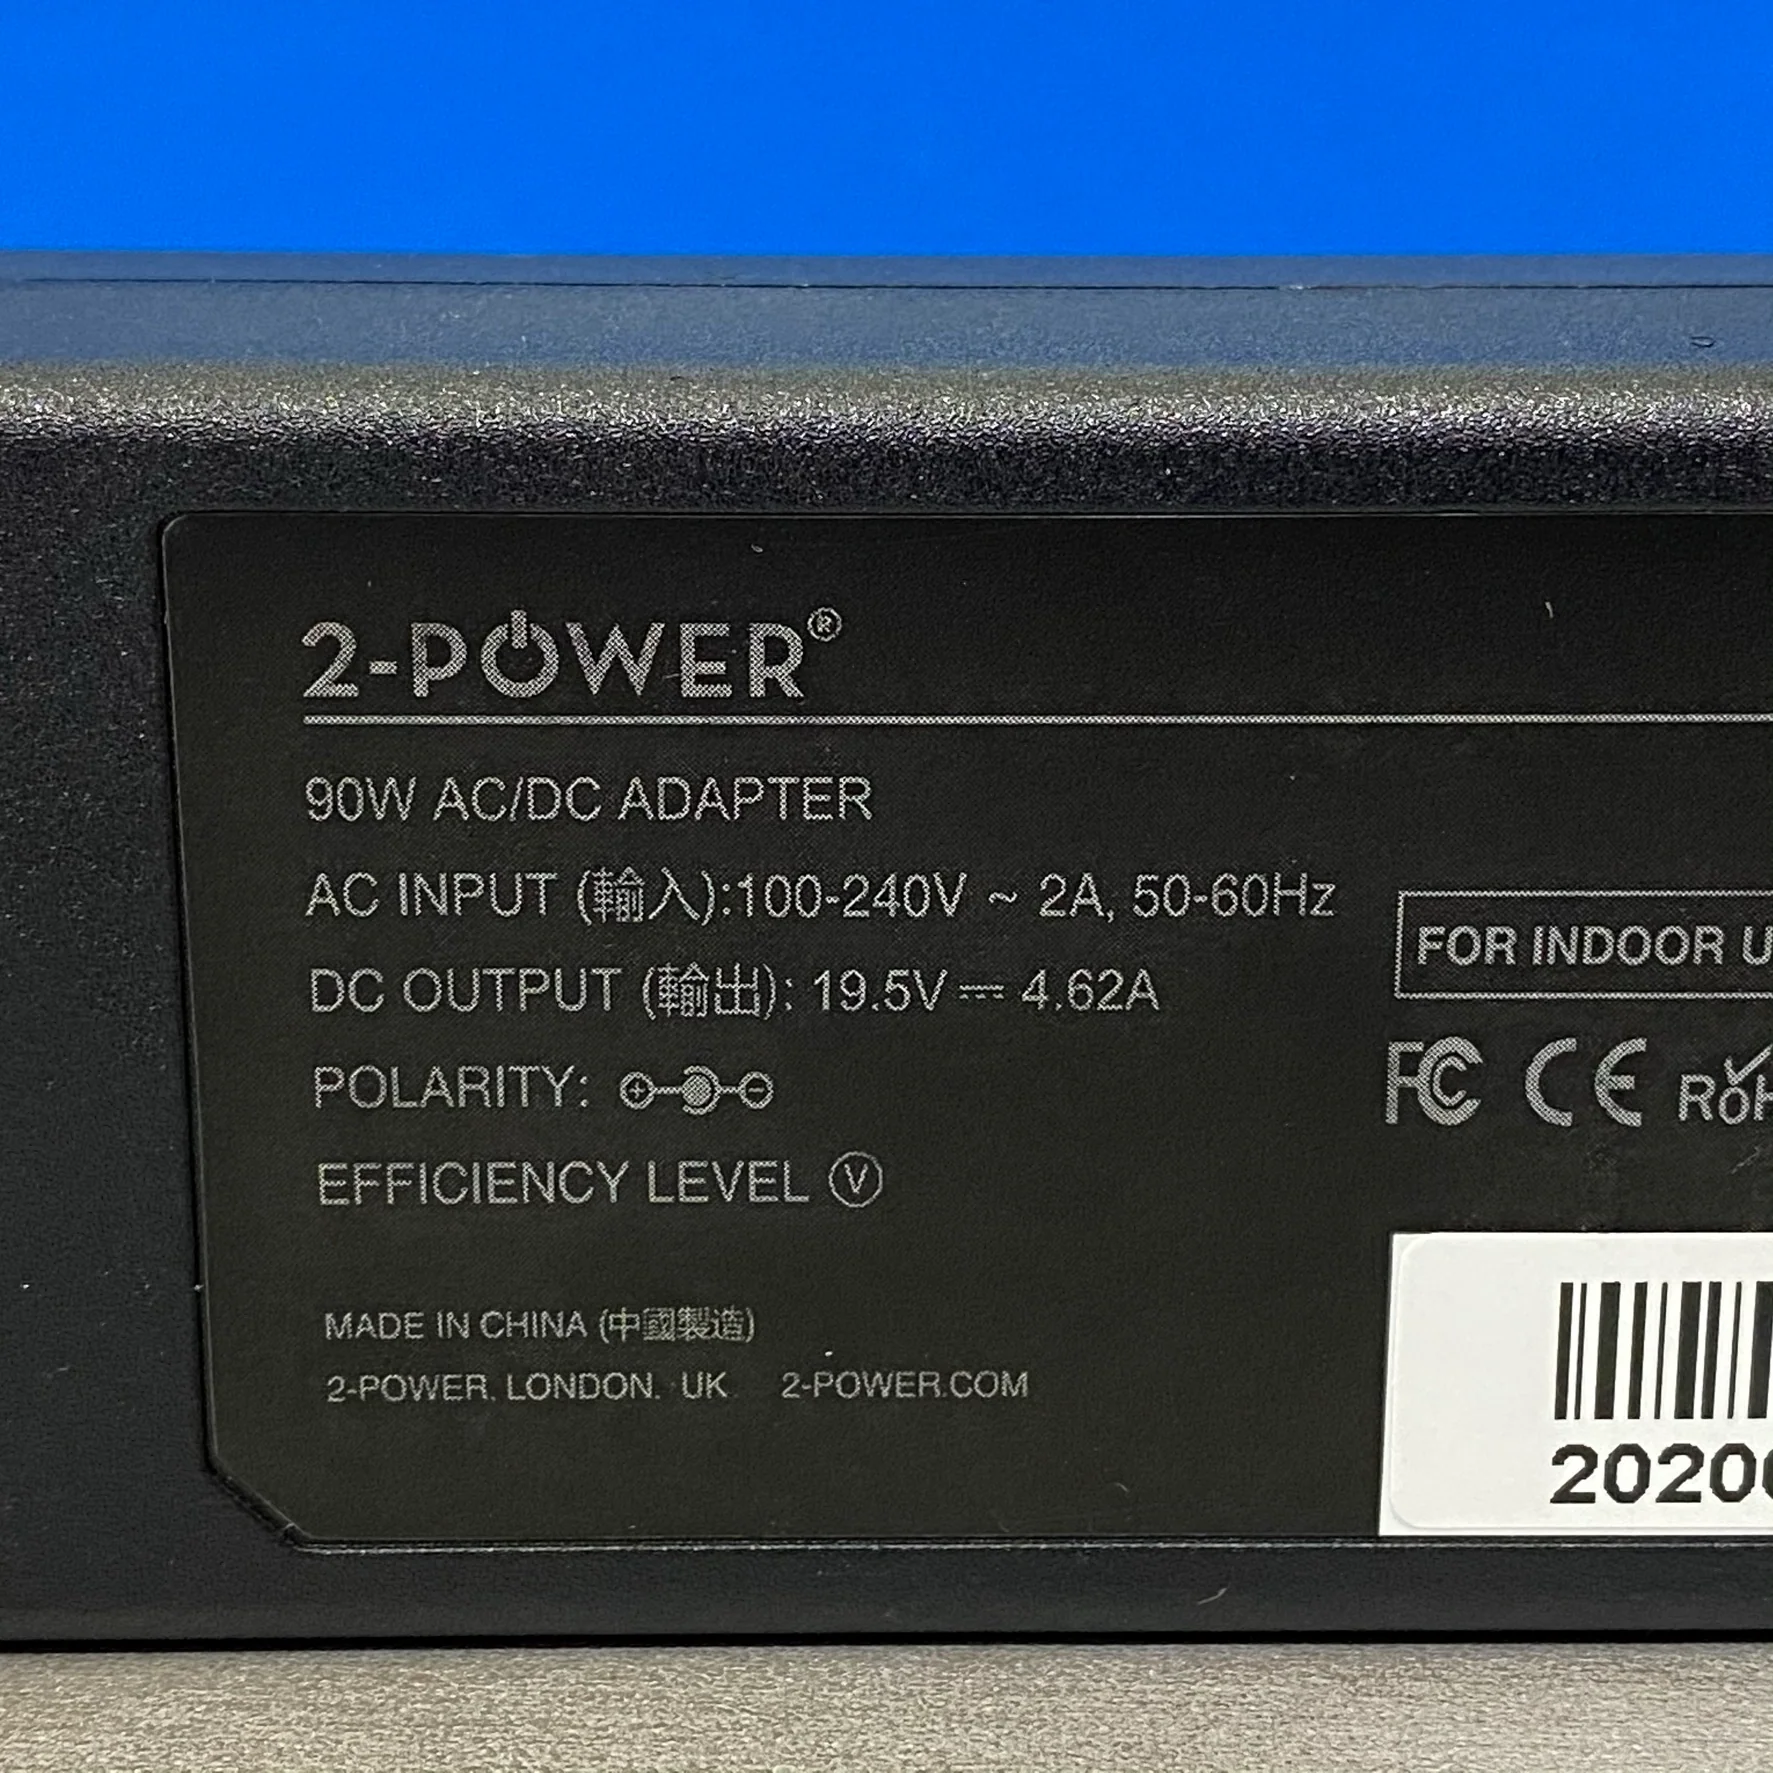 2-POWER®
90W AC/DC ADAPTER
AC INPUT (輸入):100-240V ~ 2A, 50-60Hz
DC OUTPUT (輸出): 19.5V ⎓ 4.62A
POLARITY:
EFFICIENCY LEVEL Ⓥ
MADE IN CHINA (中國製造)
2-POWER, LONDON, UK 2-POWER.COM
FOR INDOOR
FC CE
2020